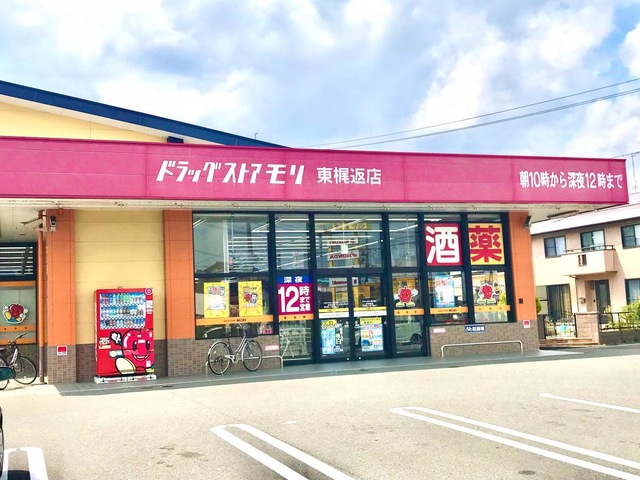 ドラッグストアモリ 東梶返店
朝10時から深夜12時まで
酒
薬
深夜
12時まで
営業